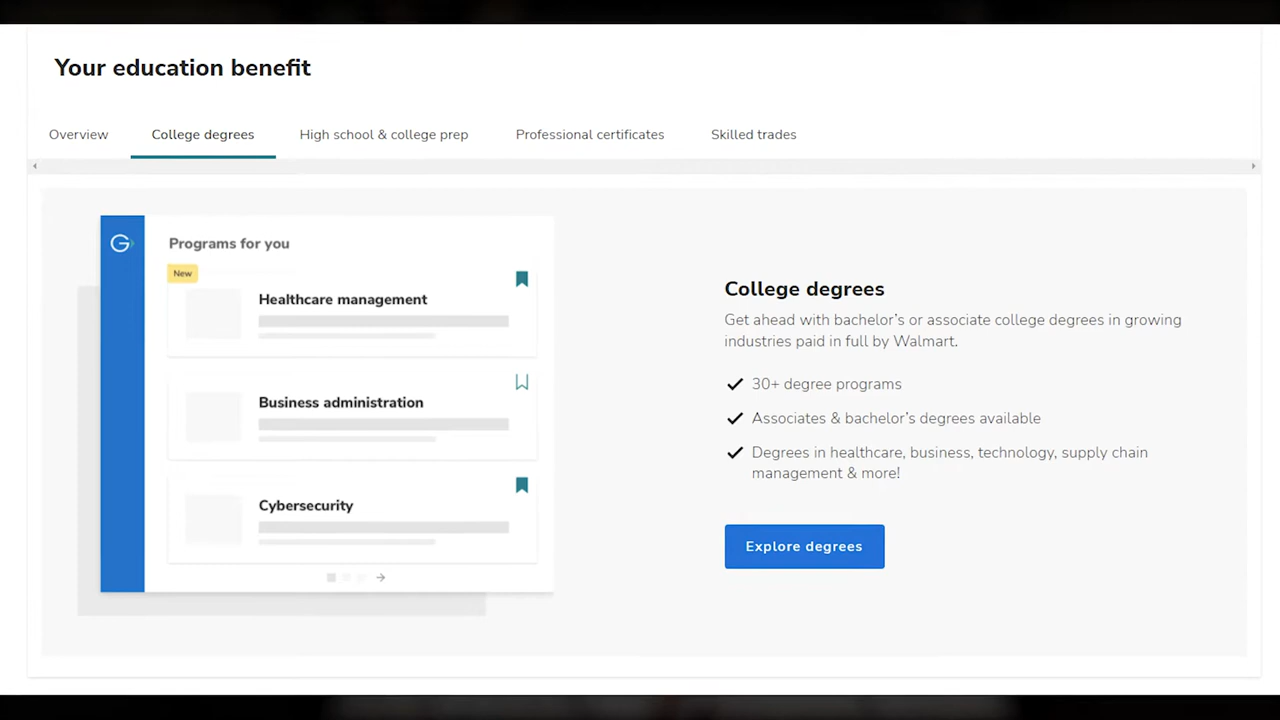 Your education benefit
Overview
College degrees
High school & college prep
Professional certificates
Skilled trades
Programs for you
New
Healthcare management
Business administration
Cybersecurity
College degrees
Get ahead with bachelor’s or associate college degrees in growing
industries paid in full by Walmart.
30+ degree programs
Associates & bachelor’s degrees available
Degrees in healthcare, business, technology, supply chain
management & more!
Explore degrees